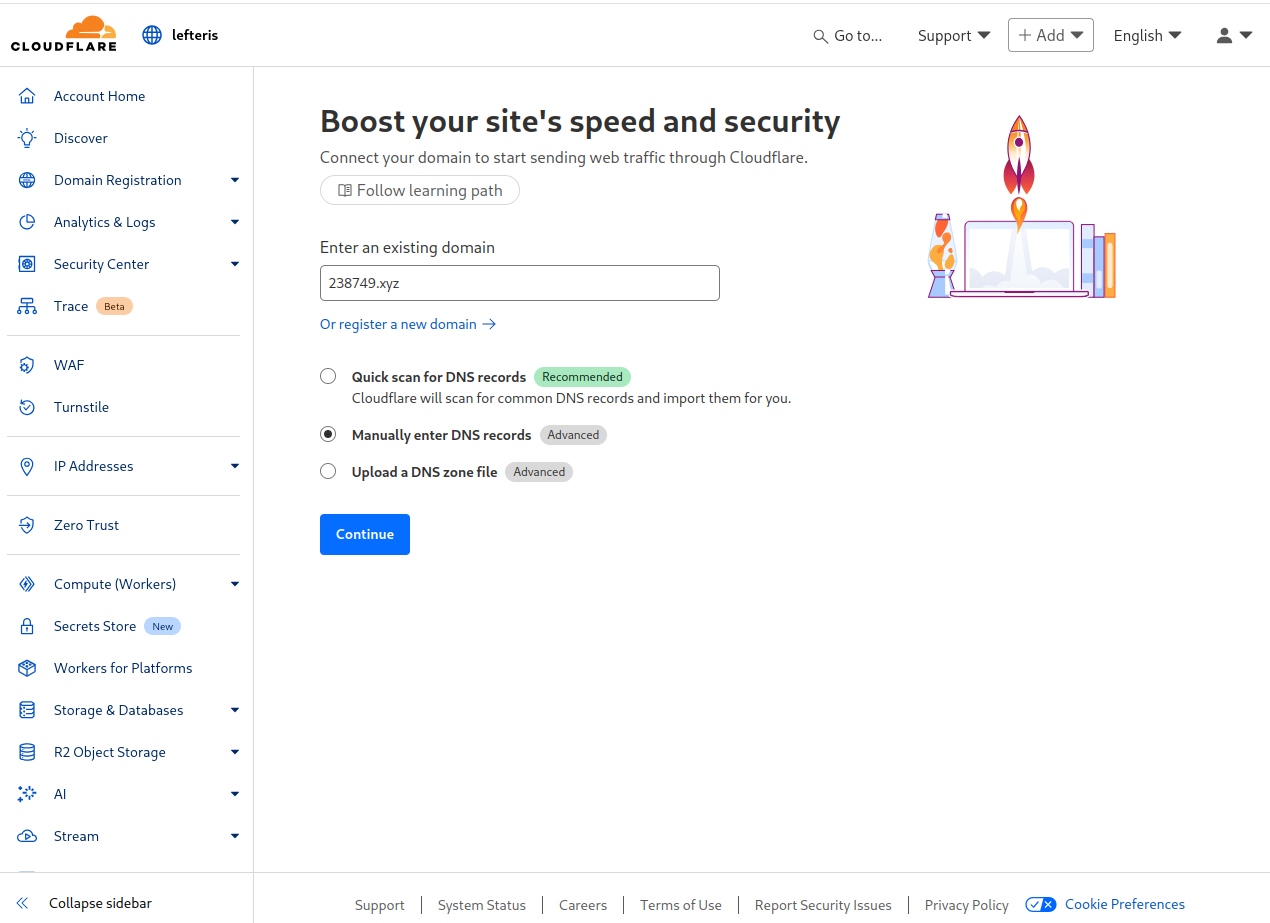 CLOUDFLARE
lefteris
Go to...
Support
+ Add
English
Account Home
Discover
Domain Registration
Analytics & Logs
Security Center
Trace Beta
WAF
Turnstile
IP Addresses
Zero Trust
Compute (Workers)
Secrets Store New
Workers for Platforms
Storage & Databases
R2 Object Storage
AI
Stream
Collapse sidebar
Boost your site's speed and security
Connect your domain to start sending web traffic through Cloudflare.
Follow learning path
Enter an existing domain
238749.xyz
Or register a new domain →
Quick scan for DNS records Recommended
Cloudflare will scan for common DNS records and import them for you.
Manually enter DNS records Advanced
Upload a DNS zone file Advanced
Continue
Support
System Status
Careers
Terms of Use
Report Security Issues
Privacy Policy
Cookie Preferences